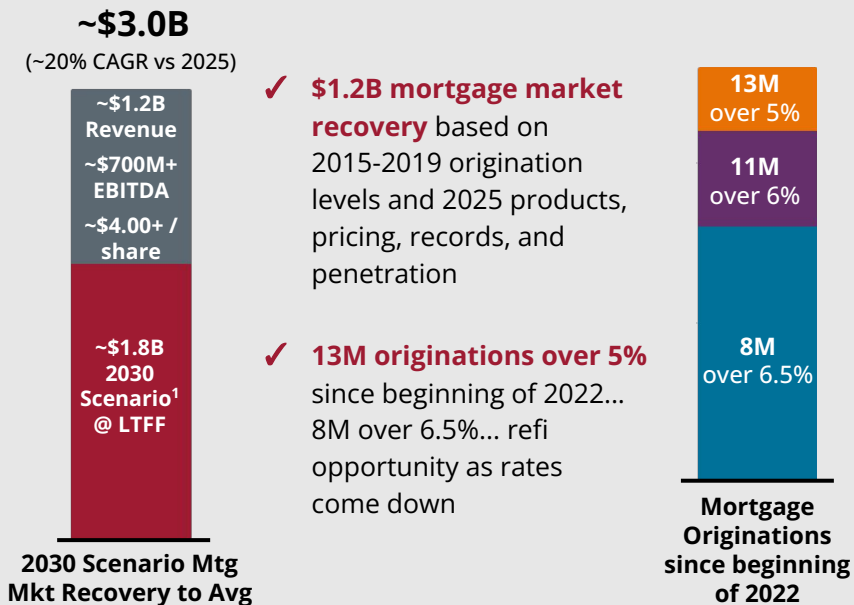 ~$3.0B
(~20% CAGR vs 2025)
~$1.2B
Revenue
~$700M+
EBITDA
~$4.00+ /
share
~$1.8B
2030
Scenario¹
@ LTFF
2030 Scenario Mtg
Mkt Recovery to Avg
✓ $1.2B mortgage market
recovery based on
2015-2019 origination
levels and 2025 products,
pricing, records, and
penetration
✓ 13M originations over 5%
since beginning of 2022...
8M over 6.5%... refi
opportunity as rates
come down
13M
over 5%
11M
over 6%
8M
over 6.5%
Mortgage
Originations
since beginning
of 2022